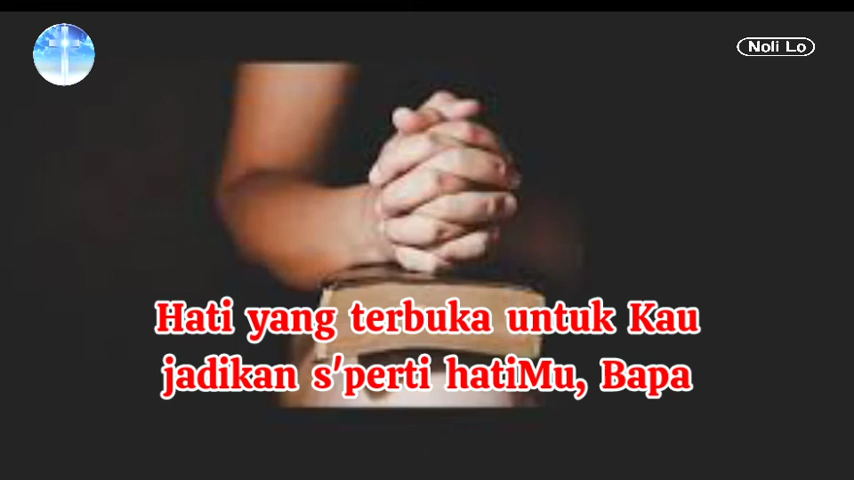 Noli Lo
Hati yang terbuka untuk Kau
jadikan s'perti hatiMu, Bapa